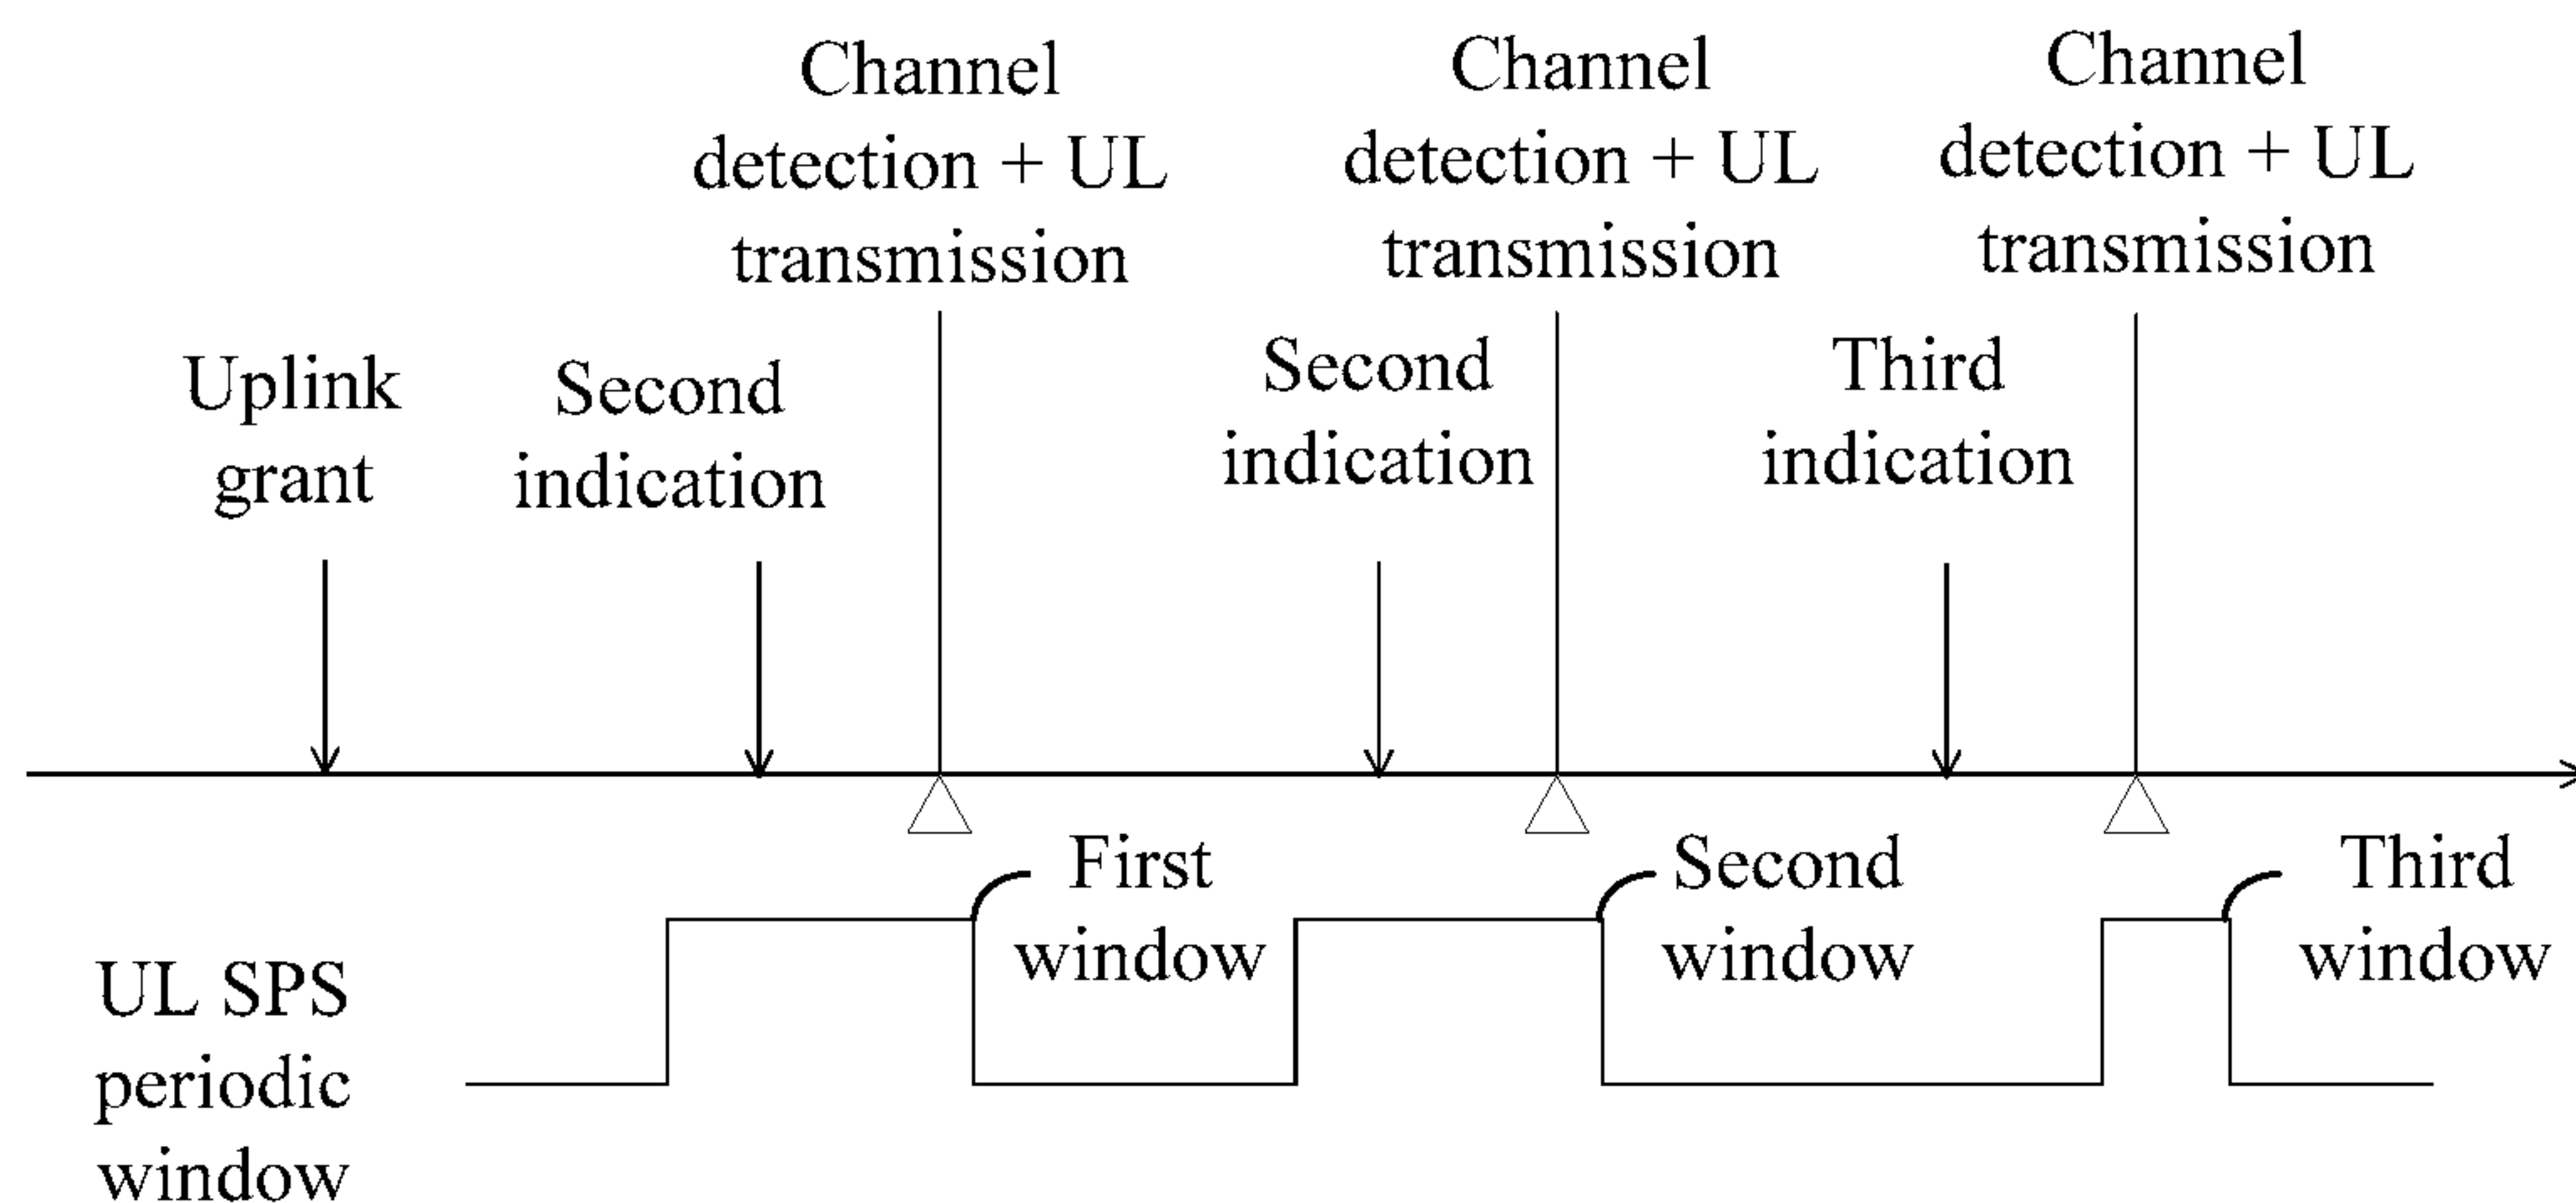 Channel
detection + UL
transmission
Channel
detection + UL
transmission
Channel
detection + UL
transmission
Uplink
grant
Second
indication
Second
indication
Third
indication
First
window
Second
window
Third
window
UL SPS
periodic
window